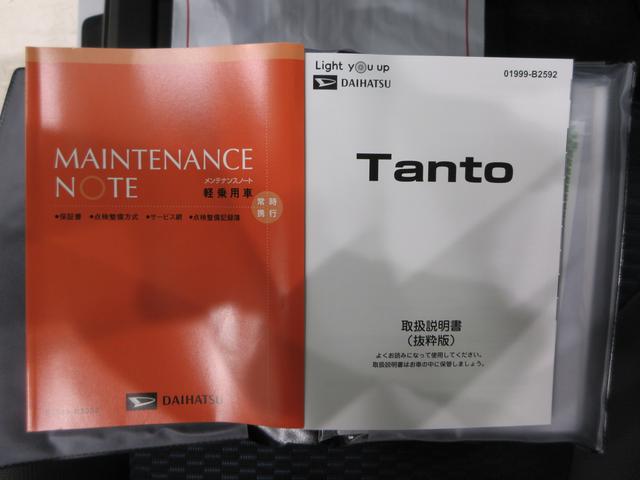 MAINTENANCE
NOTE
メンテナンスノート
軽乗用車
常時
携行
●保証書 ●点検整備方式 ●サービス網 ●点検整備記録簿
DAIHATSU
Light you up
DAIHATSU
01999-B2592
Tanto
取扱説明書
(抜粋版)
よくお読みになって使用してください。
取扱説明書はお車の中に保管しましょう。